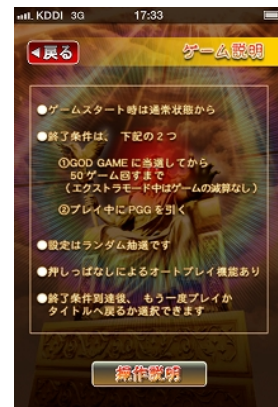 KDDI 3G 17:33
戻る
ゲーム説明
●ゲームスタート時は通常状態から
●終了条件は、下記の2つ
①GOD GAMEに当選してから
50ゲーム回すまで
(エクストラモード中はゲームの減算なし)
②プレイ中にPGGを引く
●設定はランダム抽選です
●押しっぱなしによるオートプレイ機能あり
●終了条件到達後、もう一度プレイか
タイトルへ戻るか選択できます
操作説明